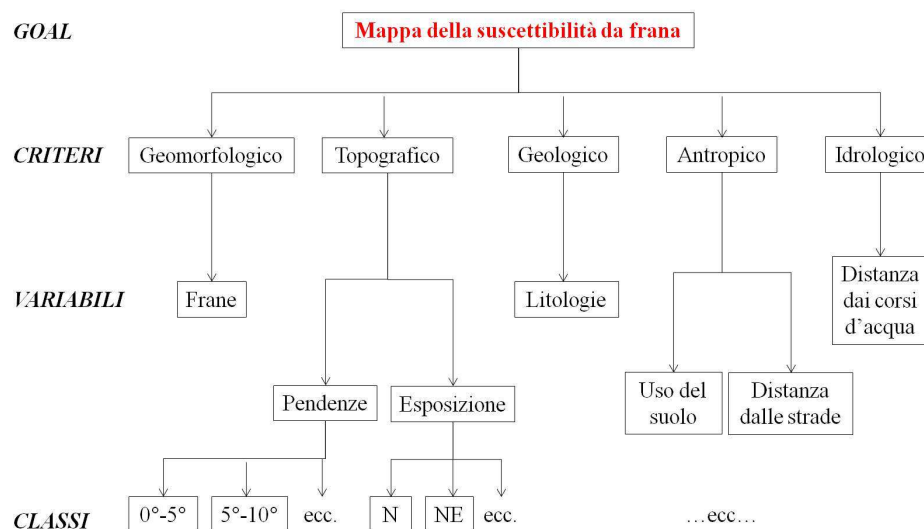 GOAL
Mappa della suscettibilità da frana
CRITERI
Geomorfologico
Topografico
Geologico
Antropico
Idrologico
VARIABILI
Frane
Litologie
Distanza
dai corsi
d'acqua
Pendenze
Esposizione
Uso del
suolo
Distanza
dalle strade
CLASSI
0°-5°
5°-10°
ecc.
N
NE
ecc.
...ecc...